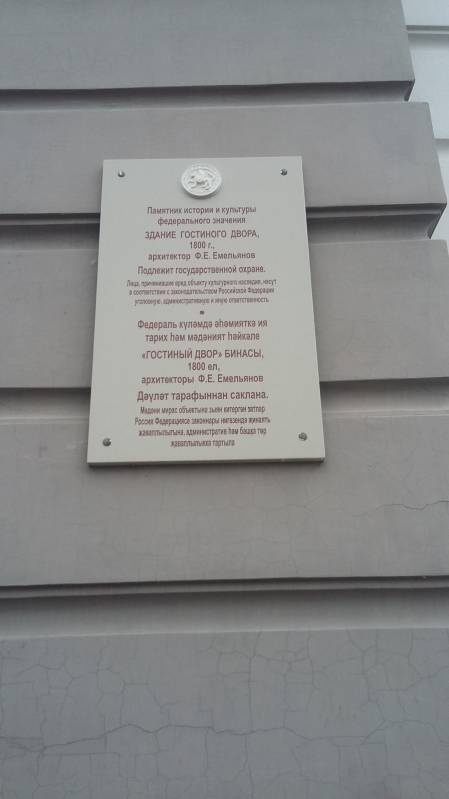 Памятник истории и культуры
федерального значения
ЗДАНИЕ ГОСТИНОГО ДВОРА,
1800 г.,
архитектор Ф.Е. Емельянов
Подлежит государственной охране.
Лица, причинившие вред объекту культурного наследия, несут
в соответствии с законодательством Российской Федерации
уголовную, административную и иную ответственность
Федераль күләмдә әһәмияткә ия
тарих һәм мәдәният һәйкәле
«ГОСТИНЫЙ ДВОР» БИНАСЫ,
1800 ел,
архитекторы Ф.Е. Емельянов
Дәүләт тарафыннан саклана.
Мәдәни мирас объектына зыян китергән затлар
Россия Федерациясе законнары нигезендә җинаять
җаваплылыгына, административ һәм башка төр
җаваплылыкка тартыла